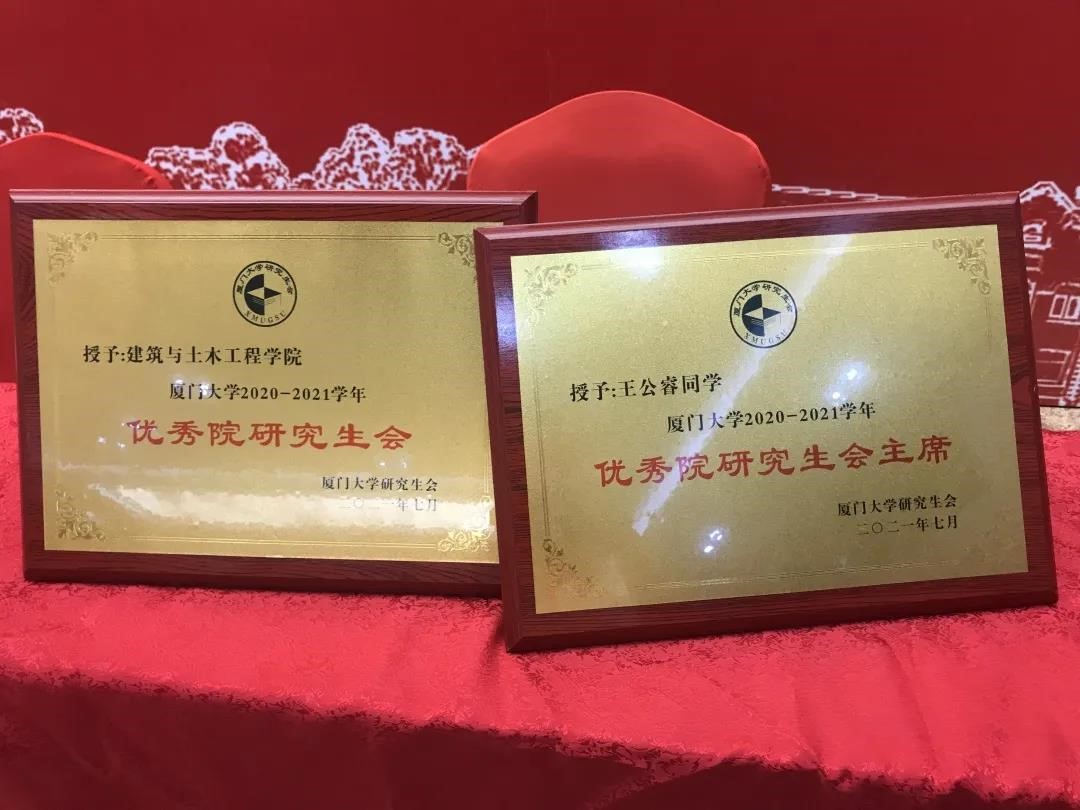 厦门大学研究生会
XMUGSU
授予:建筑与土木工程学院
厦门大学2020-2021学年
优秀院研究生会
厦门大学研究生会
二〇二一年七月
厦门大学研究生会
XMUGSU
授予:王公睿同学
厦门大学2020-2021学年
优秀院研究生会主席
厦门大学研究生会
二〇二一年七月